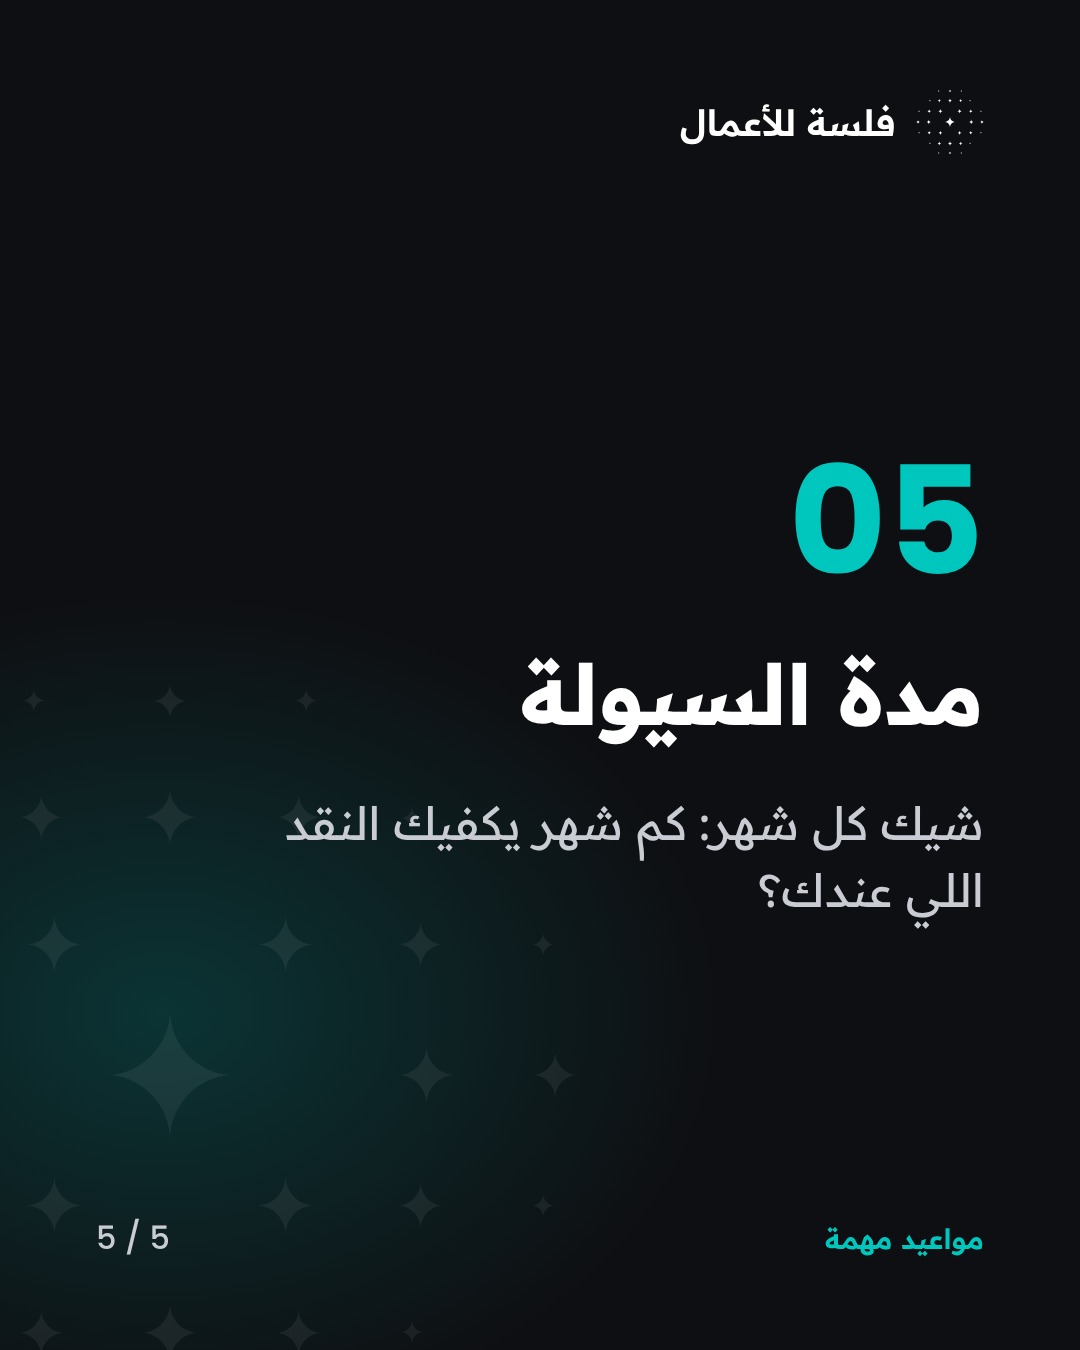 فلسة للأعمال
05
مدة السيولة
شيك كل شهر: كم شهر يكفيك النقد
اللي عندك؟
مواعيد مهمة
5 / 5